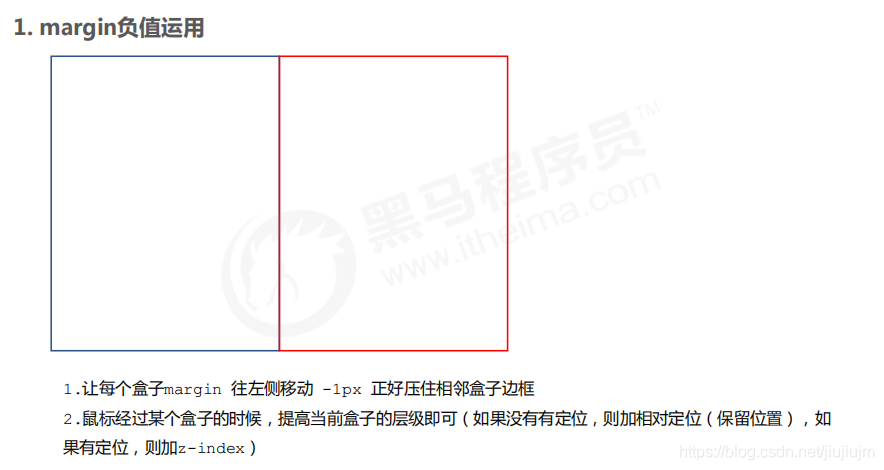 1. margin负值运用
黑马程序员™
www.itheima.com
1.让每个盒子margin 往左侧移动 -1px 正好压住相邻盒子边框
2.鼠标经过某个盒子的时候，提高当前盒子的层级即可（如果没有有定位，则加相对定位（保留位置），如
果有定位，则加z-index）
https://blog.csdn.net/jiujiujm